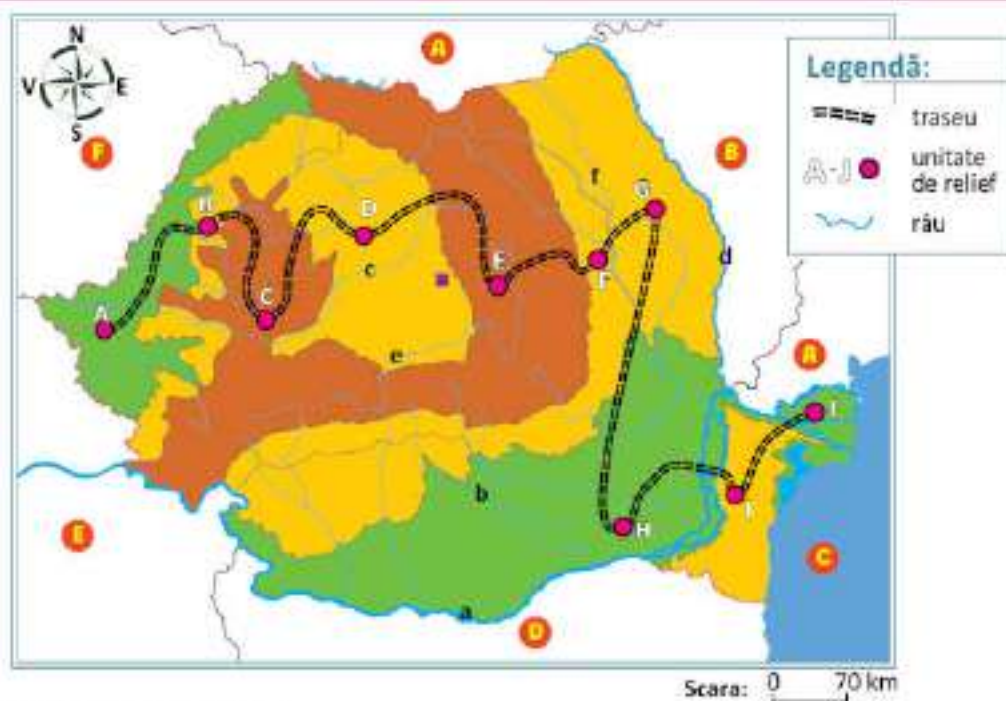 N
V E
S
A
F
B
Legendă:
traseu
A-J unitate de relief
râu
f
G
B
D
d
c
E
F
C
A
e
A
I
b
I
H
E
C
a
D
Scara: 0 70 km